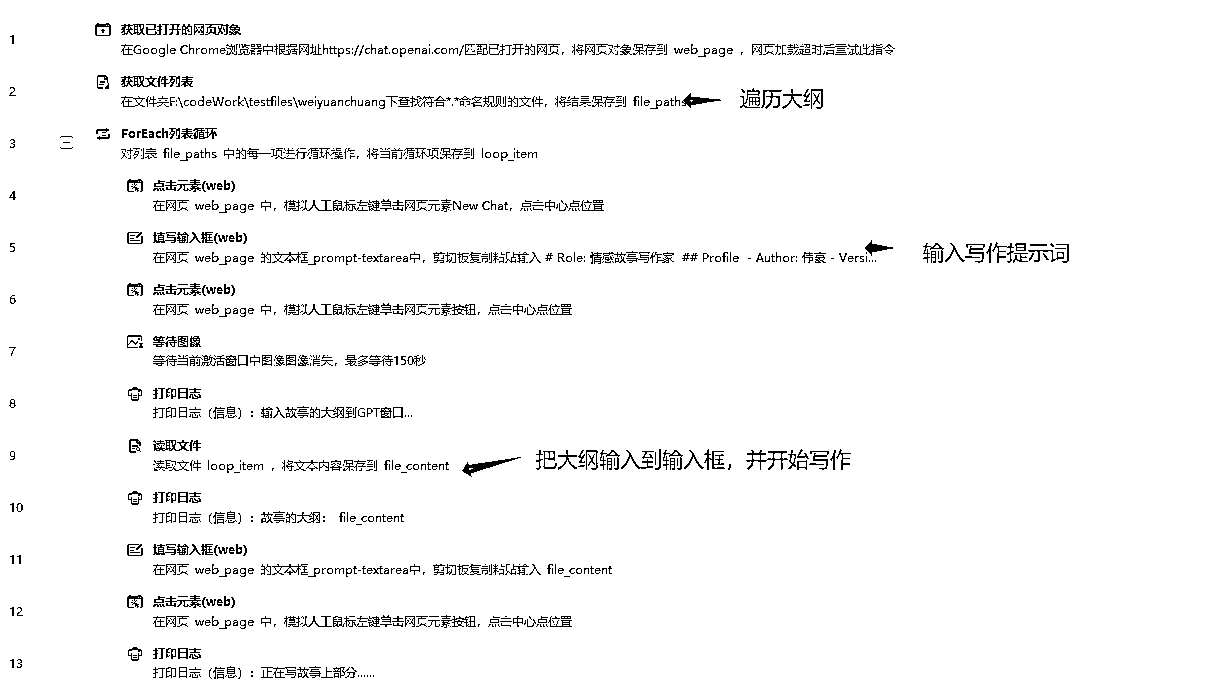 1
获取已打开的网页对象
在Google Chrome浏览器中根据网址https://chat.openai.com/匹配已打开的网页，将网页对象保存到 web_page ，网页加载超时后重试此指令
2
获取文件列表
在文件夹F:\codeWork\testfiles\weiyuanchuang下查找符合*.*命名规则的文件，将结果保存到 file_paths
遍历大纲
3
ForEach列表循环
对列表 file_paths 中的每一项进行循环操作，将当前循环项保存到 loop_item
4
点击元素(web)
在网页 web_page 中，模拟人工鼠标左键单击网页元素New Chat，点击中心点位置
5
填写输入框(web)
在网页 web_page 的文本框_prompt-textarea中，剪切板复制粘贴输入 # Role: 情感故事写作家 ## Profile - Author: 伟豪 - Versi...
输入写作提示词
6
点击元素(web)
在网页 web_page 中，模拟人工鼠标左键单击网页元素按钮，点击中心点位置
7
等待图像
等待当前激活窗口中图像图像消失，最多等待150秒
8
打印日志
打印日志（信息）：输入故事的大纲到GPT窗口...
9
读取文件
读取文件 loop_item ，将文本内容保存到 file_content
把大纲输入到输入框，并开始写作
10
打印日志
打印日志（信息）：故事的大纲： file_content
11
填写输入框(web)
在网页 web_page 的文本框_prompt-textarea中，剪切板复制粘贴输入 file_content
12
点击元素(web)
在网页 web_page 中，模拟人工鼠标左键单击网页元素按钮，点击中心点位置
13
打印日志
打印日志（信息）：正在写故事上部分......